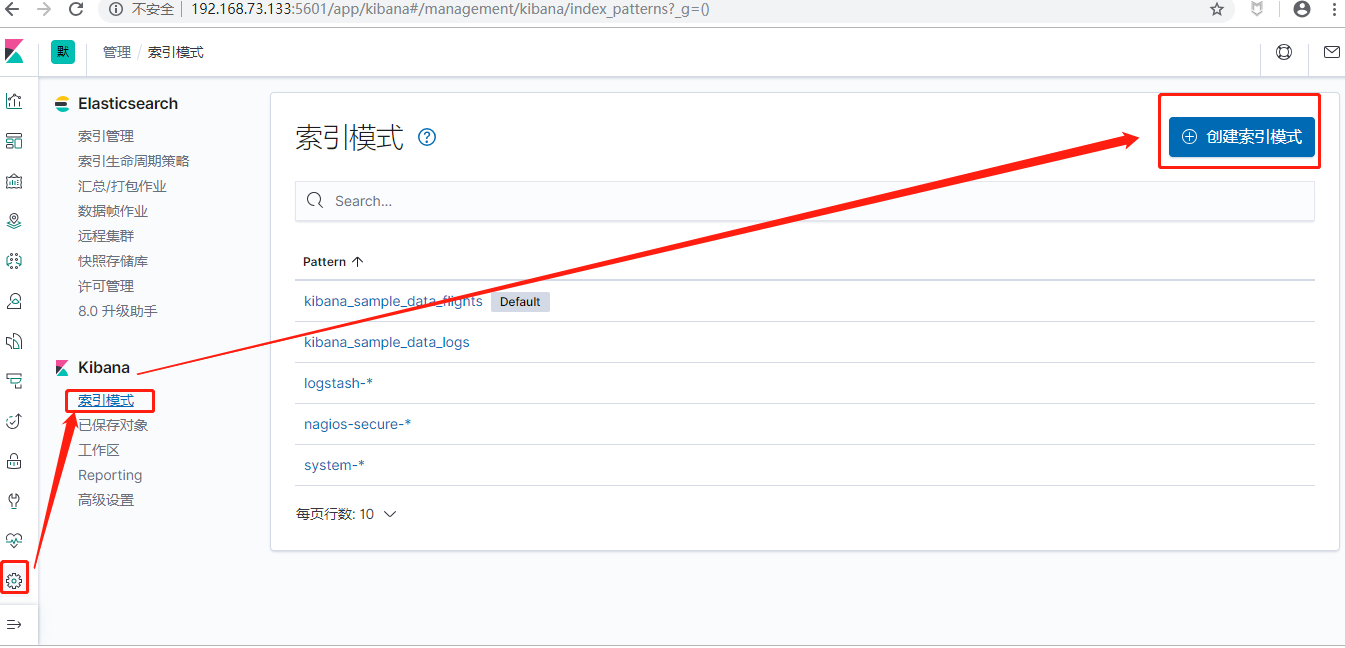 不安全 192.168.73.133:5601/app/kibana#/management/kibana/index_patterns?_g=()
默 管理 / 索引模式
Elasticsearch
索引管理
索引生命周期策略
汇总/打包作业
数据帧作业
远程集群
快照存储库
许可管理
8.0 升级助手
Kibana
索引模式
已保存对象
工作区
Reporting
高级设置
索引模式
创建索引模式
Search...
Pattern
kibana_sample_data_flights Default
kibana_sample_data_logs
logstash-*
nagios-secure-*
system-*
每页行数: 10